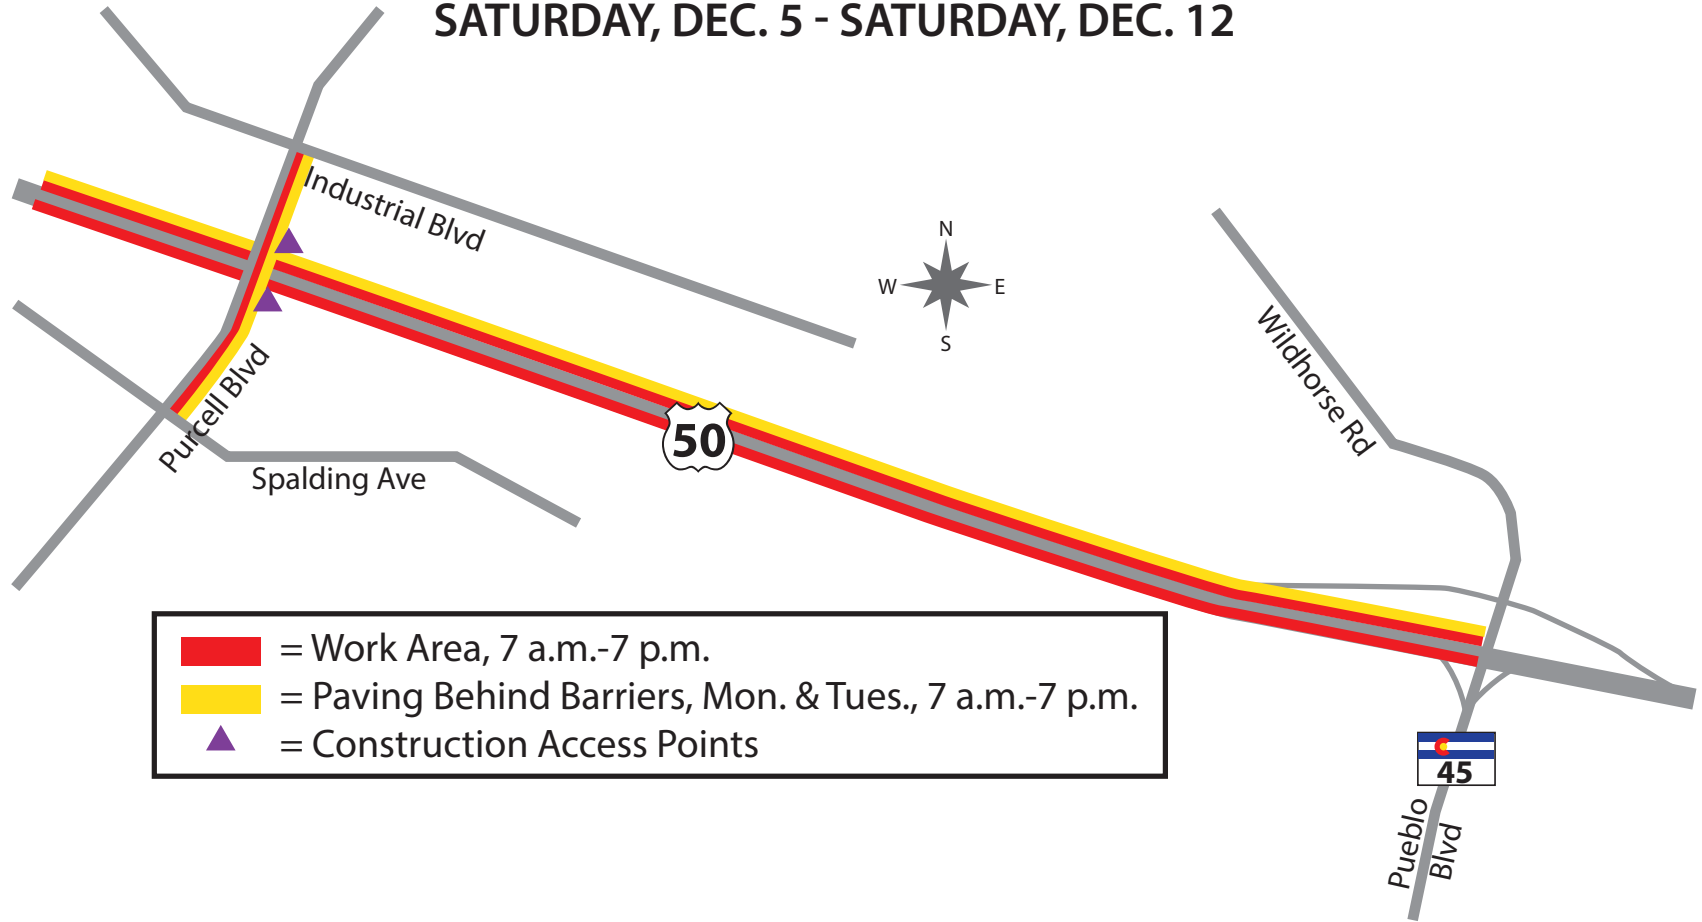 SATURDAY, DEC. 5 - SATURDAY, DEC. 12
Industrial Blvd
N
W
E
S
Wildhorse Rd
Purcell Blvd
50
Spalding Ave
= Work Area, 7 a.m.-7 p.m.
= Paving Behind Barriers, Mon. & Tues., 7 a.m.-7 p.m.
= Construction Access Points
45
Pueblo
Blvd